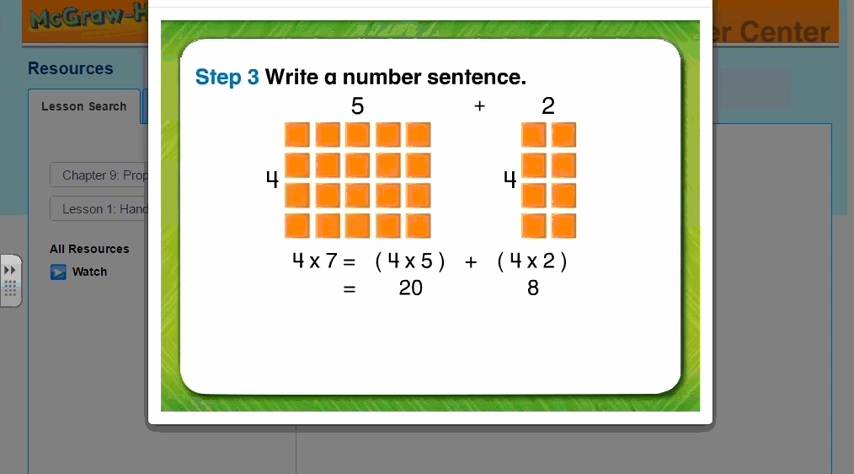 McGraw-H
er Center
Resources
Lesson Search
Chapter 9: Prop
Lesson 1: Hand
All Resources
Watch
Step 3 Write a number sentence.
5 + 2
4 4
4 x 7 = ( 4 x 5 ) + ( 4 x 2 )
= 20 8